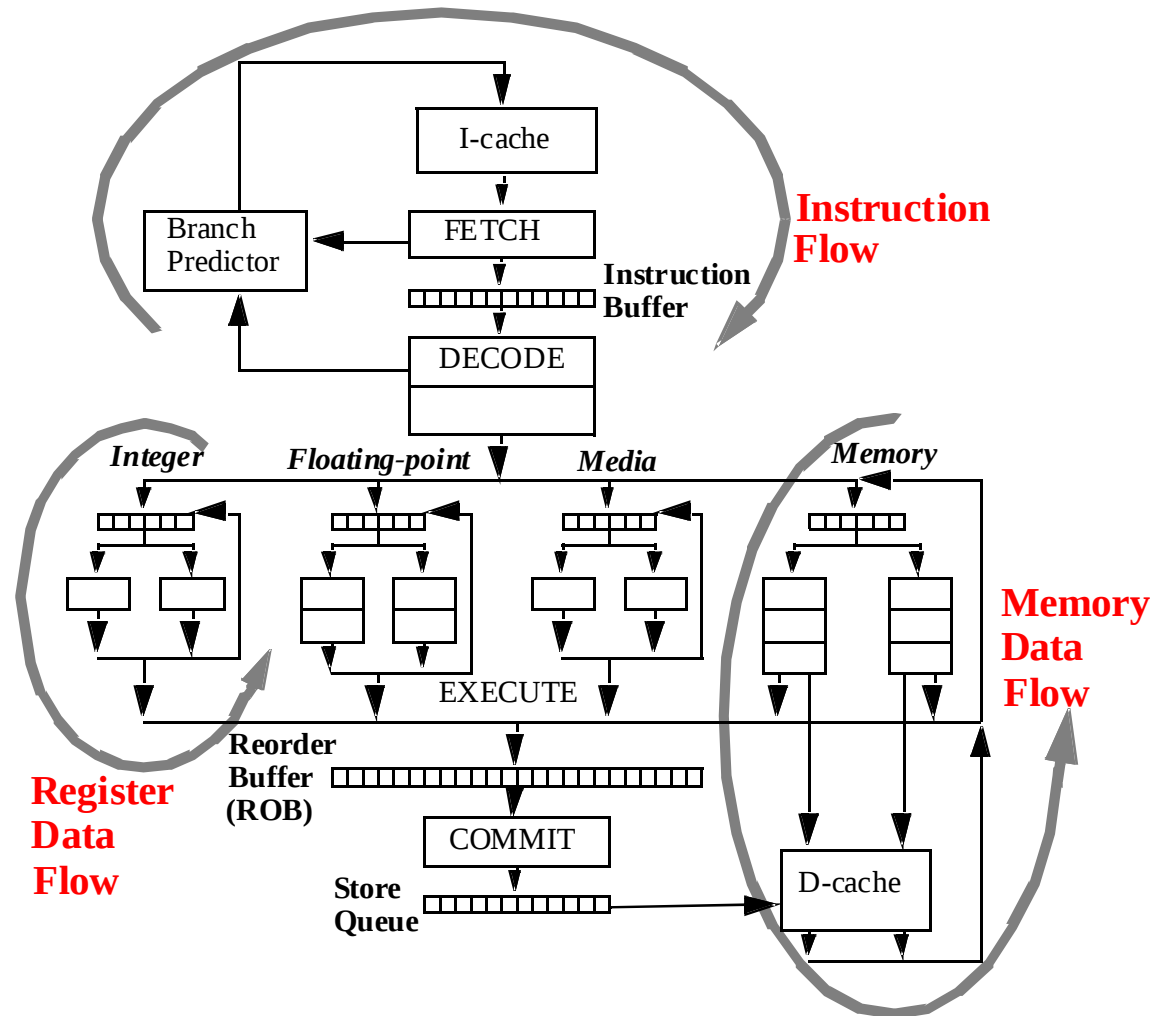 I-cache
Branch
Predictor
FETCH
Instruction
Flow
Instruction
Buffer
DECODE
Integer
Floating-point
Media
Memory
Memory
Data
Flow
EXECUTE
Reorder
Buffer
(ROB)
Register
Data
Flow
COMMIT
D-cache
Store
Queue